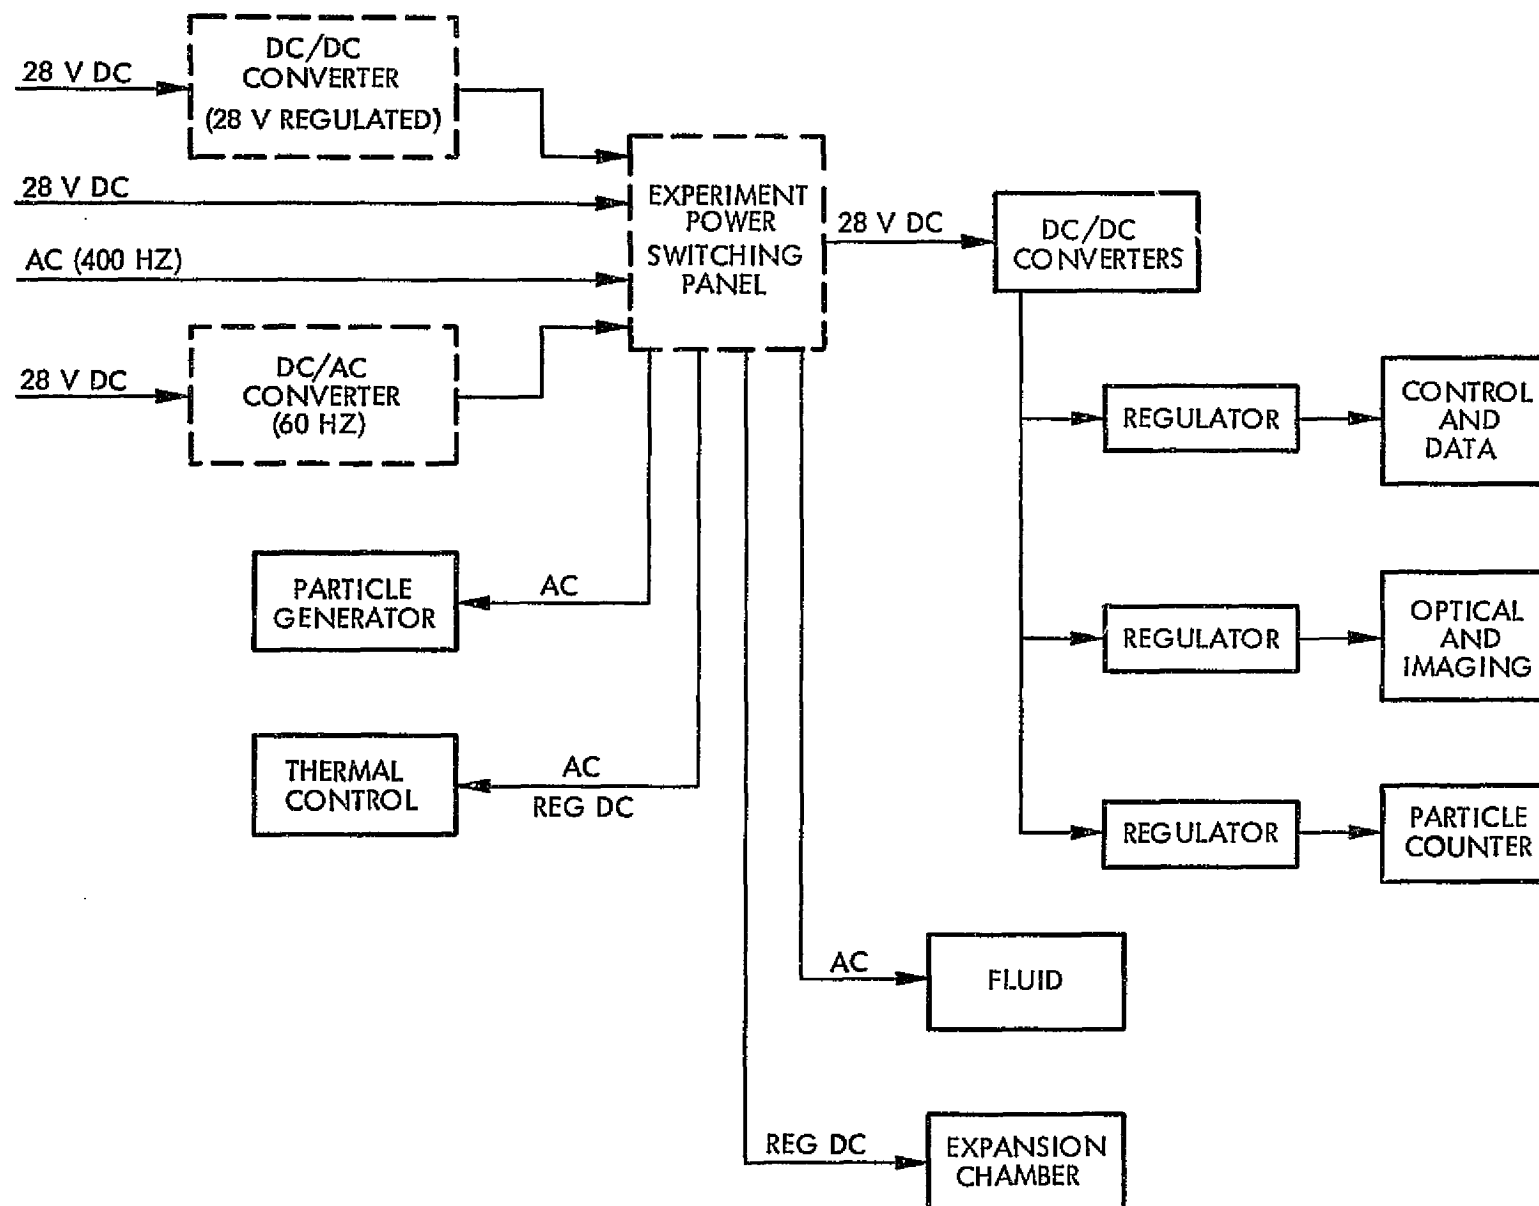 28 V DC
DC/DC
CONVERTER
(28 V REGULATED)
28 V DC
AC (400 HZ)
28 V DC
DC/AC
CONVERTER
(60 HZ)
EXPERIMENT
POWER
SWITCHING
PANEL
28 V DC
DC/DC
CONVERTERS
REGULATOR
CONTROL
AND
DATA
PARTICLE
GENERATOR
AC
REGULATOR
OPTICAL
AND
IMAGING
THERMAL
CONTROL
AC
REG DC
REGULATOR
PARTICLE
COUNTER
AC
FLUID
REG DC
EXPANSION
CHAMBER